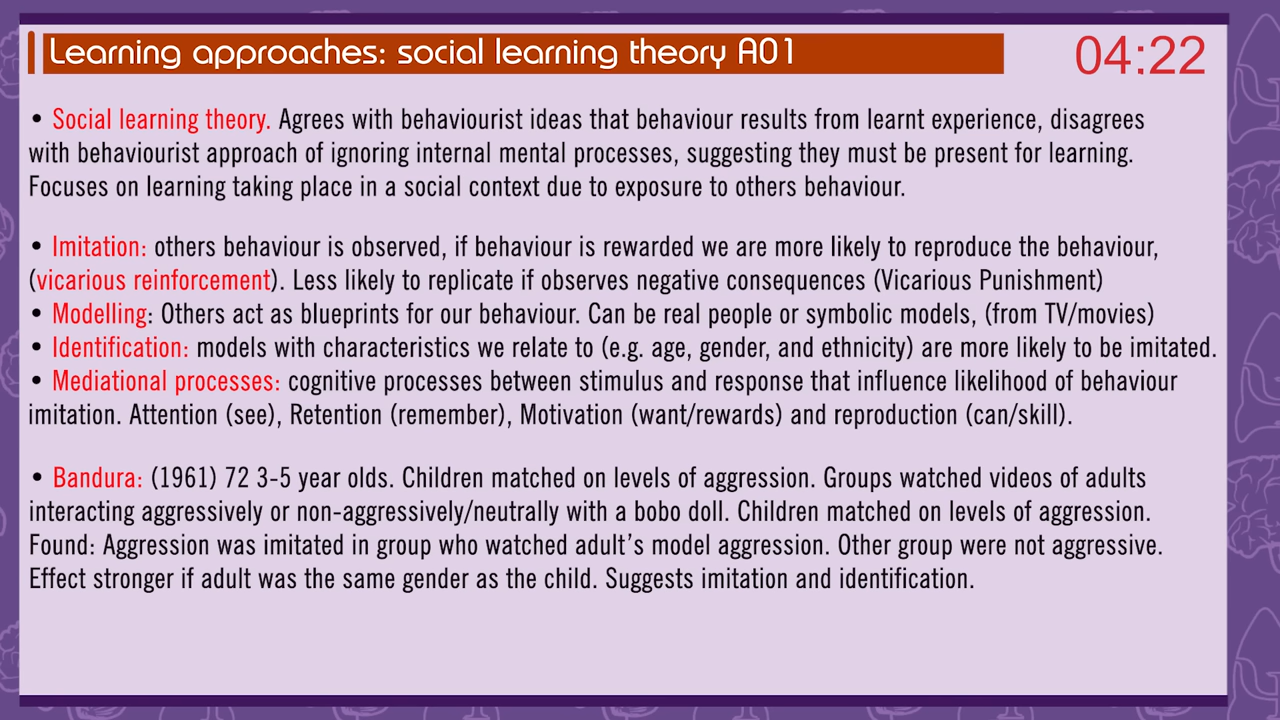 Learning approaches: social learning theory A01
04:22
• Social learning theory. Agrees with behaviourist ideas that behaviour results from learnt experience, disagrees
with behaviourist approach of ignoring internal mental processes, suggesting they must be present for learning.
Focuses on learning taking place in a social context due to exposure to others behaviour.
• Imitation: others behaviour is observed, if behaviour is rewarded we are more likely to reproduce the behaviour,
(vicarious reinforcement). Less likely to replicate if observes negative consequences (Vicarious Punishment)
• Modelling: Others act as blueprints for our behaviour. Can be real people or symbolic models, (from TV/movies)
• Identification: models with characteristics we relate to (e.g. age, gender, and ethnicity) are more likely to be imitated.
• Mediational processes: cognitive processes between stimulus and response that influence likelihood of behaviour
imitation. Attention (see), Retention (remember), Motivation (want/rewards) and reproduction (can/skill).
• Bandura: (1961) 72 3-5 year olds. Children matched on levels of aggression. Groups watched videos of adults
interacting aggressively or non-aggressively/neutrally with a bobo doll. Children matched on levels of aggression.
Found: Aggression was imitated in group who watched adult's model aggression. Other group were not aggressive.
Effect stronger if adult was the same gender as the child. Suggests imitation and identification.